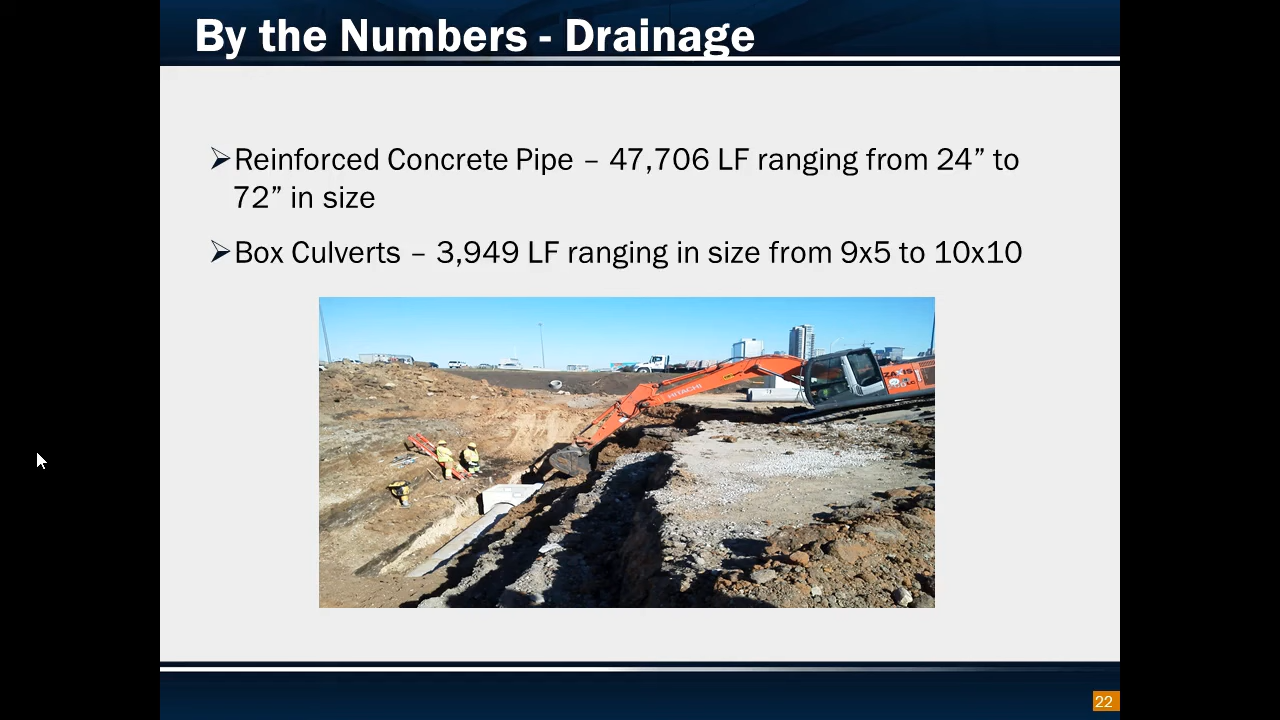 By the Numbers - Drainage
➢Reinforced Concrete Pipe – 47,706 LF ranging from 24” to
72” in size
➢Box Culverts – 3,949 LF ranging in size from 9x5 to 10x10
HITACHI
ZAXIS
22